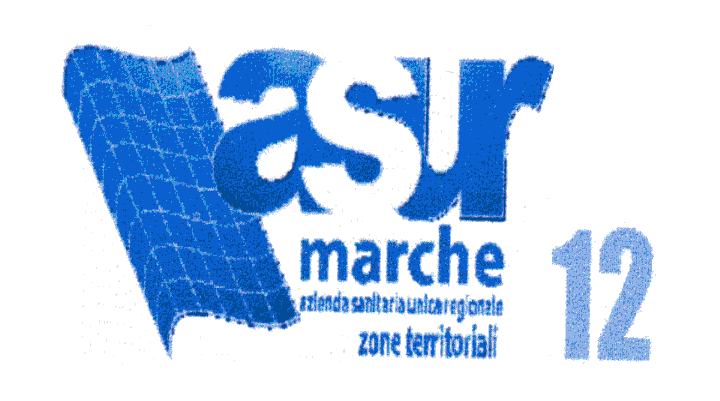 asur
marche
azienda sanitaria unica regionale
zone territoriali
12